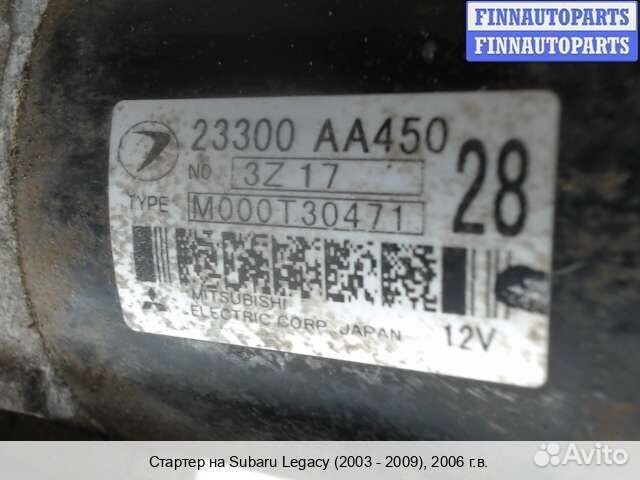 FINNAUTOPARTS
FINNAUTOPARTS
23300 AA450
NO 3Z17
28
TYPE M000T30471
MITSUBISHI
ELECTRIC CORP. JAPAN
12V
Стартер на Subaru Legacy (2003 - 2009), 2006 г.в.
Avito